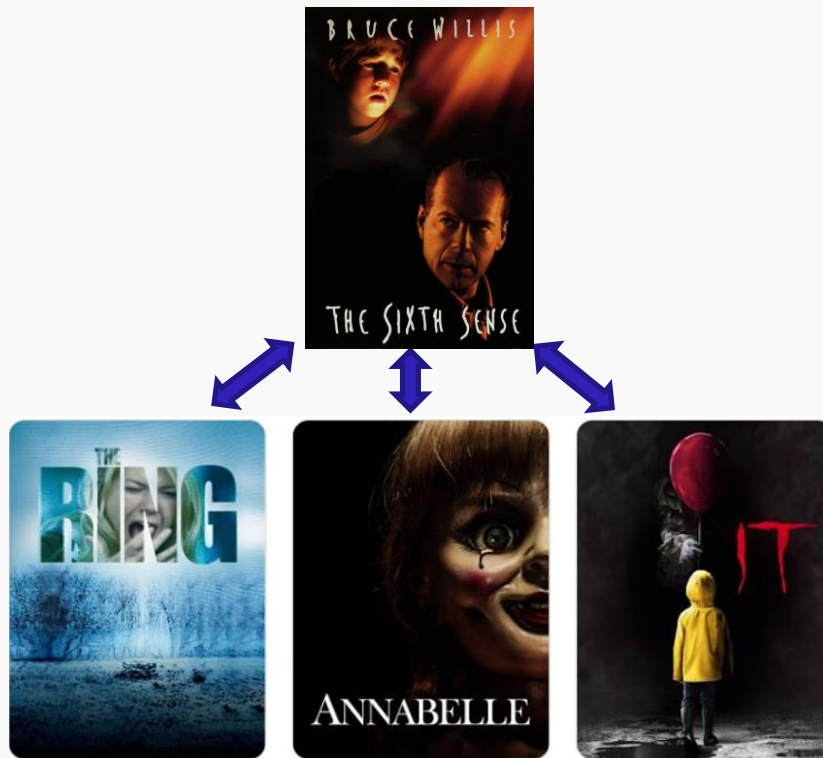 BRUCE WILLIS
THE SIXTH SENSE
THE
RING
ANNABELLE
IT